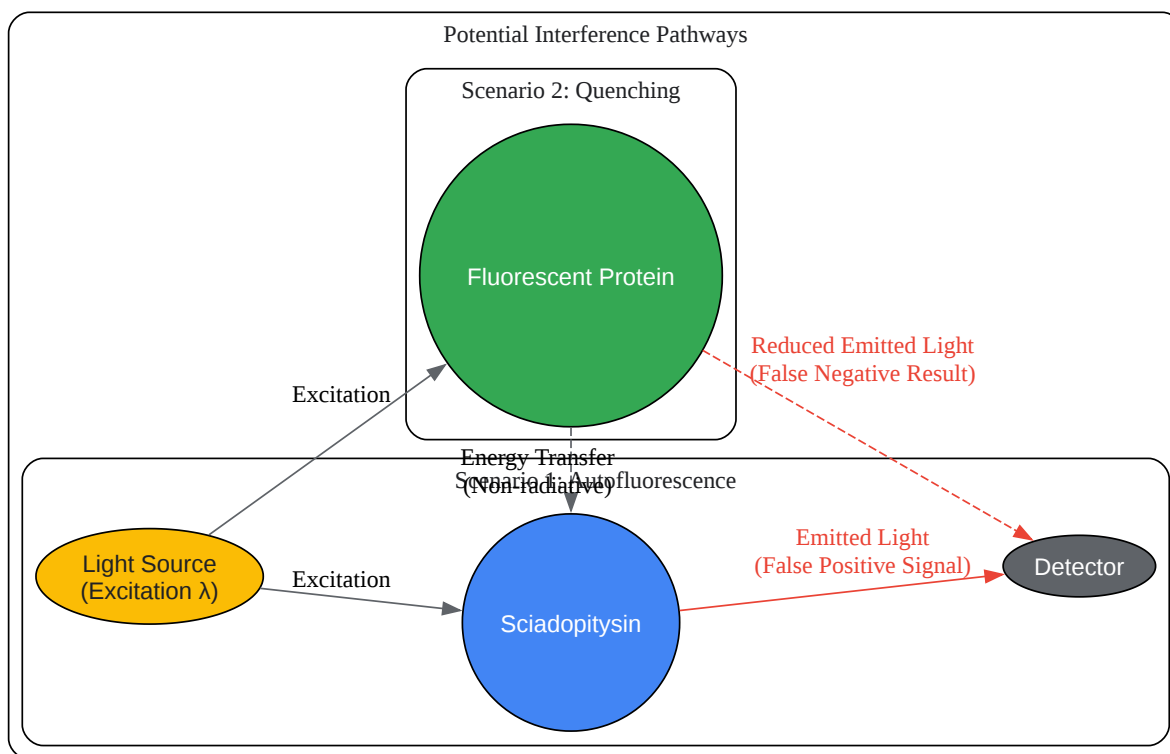 Potential Interference Pathways
Scenario 2: Quenching
Fluorescent Protein
Reduced Emitted Light
(False Negative Result)
Excitation
Energy Transfer
(Non-radiative)
Scenario 1: Autofluorescence
Light Source
(Excitation λ)
Excitation
Sciadopitysin
Emitted Light
(False Positive Signal)
Detector